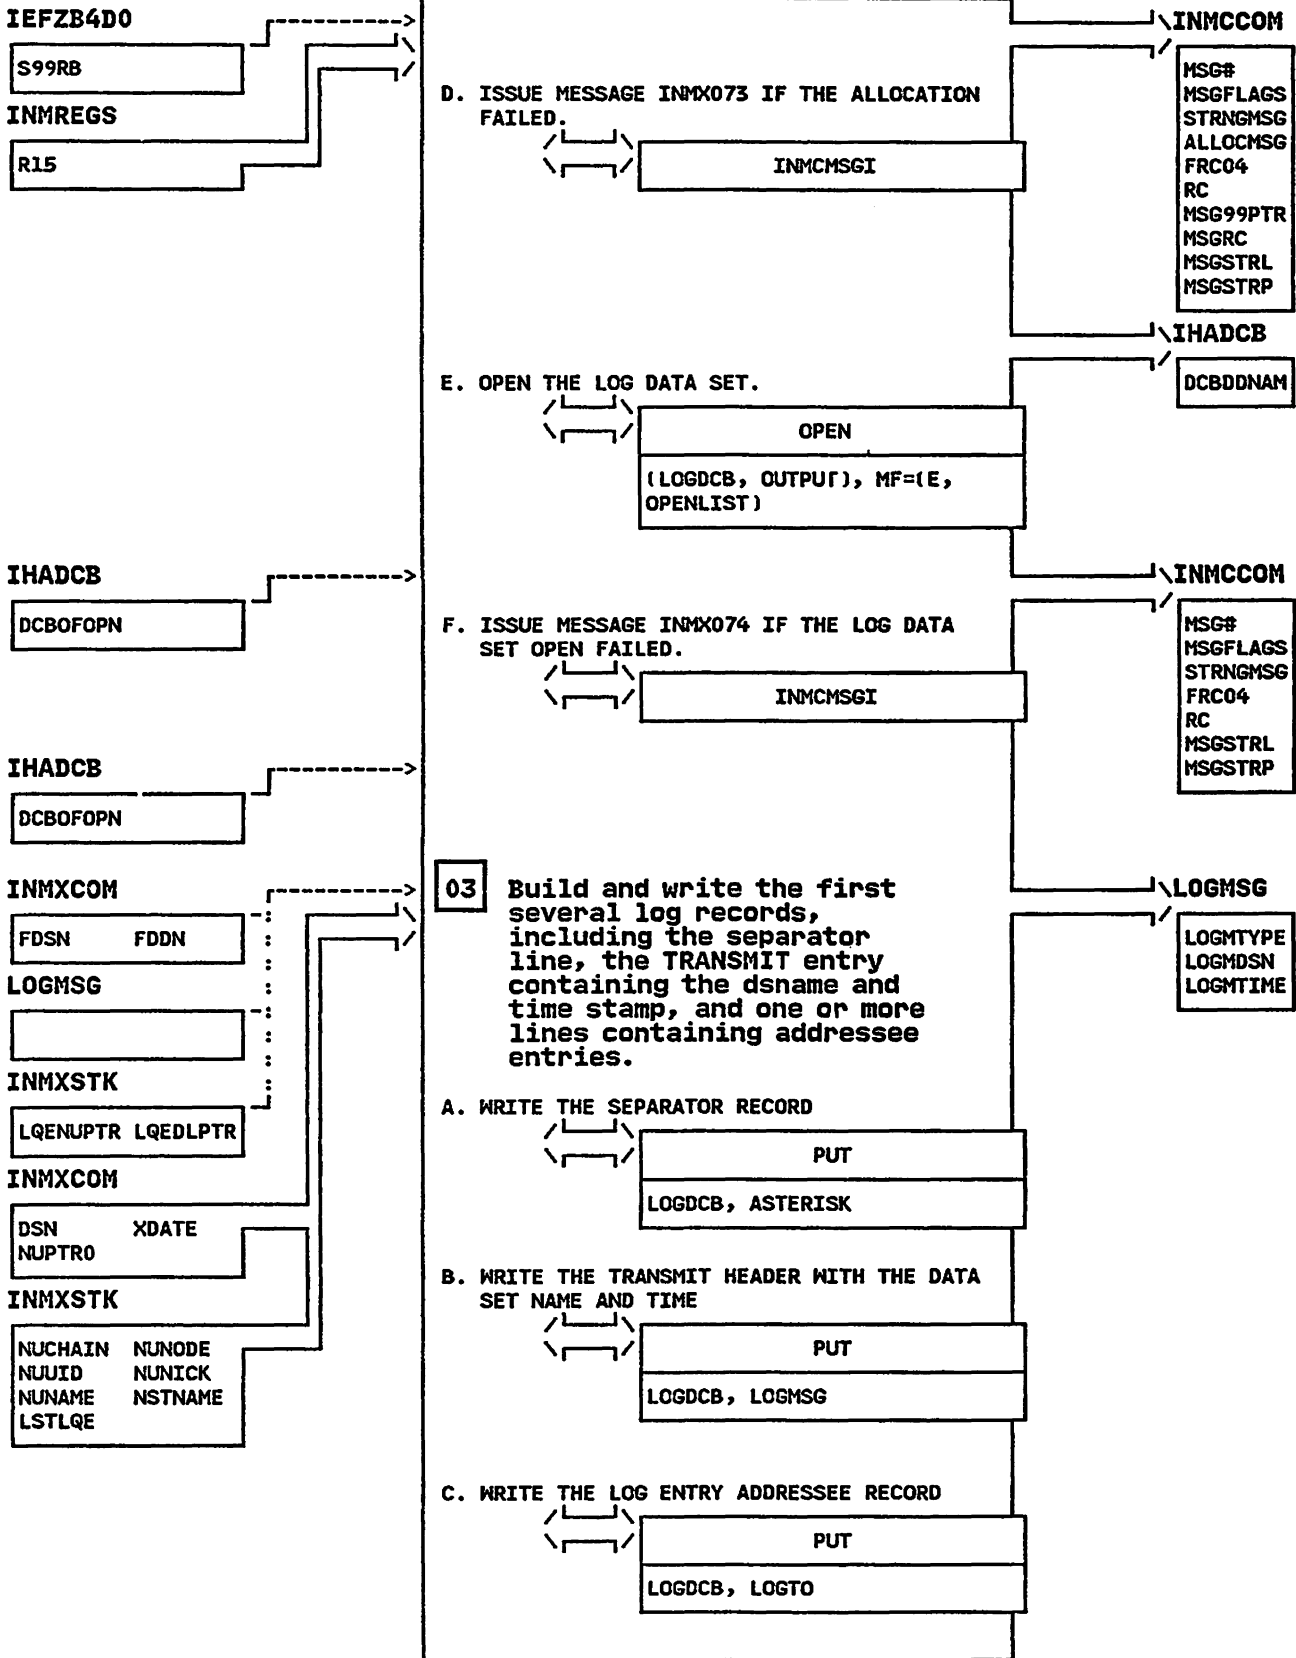 IEFZB4D0
S99RB
INMREGS
R15
D. ISSUE MESSAGE INMX073 IF THE ALLOCATION
FAILED.
INMCMSGI
INMCCOM
MSG#
MSGFLAGS
STRNGMSG
ALLOCMSG
FRC04
RC
MSG99PTR
MSGRC
MSGSTRL
MSGSTRP
IHADCB
DCBDDNAM
E. OPEN THE LOG DATA SET.
OPEN
(LOGDCB, OUTPUT), MF=(E,
OPENLIST)
IHADCB
DCBOFOPN
F. ISSUE MESSAGE INMX074 IF THE LOG DATA
SET OPEN FAILED.
INMCMSGI
INMCCOM
MSG#
MSGFLAGS
STRNGMSG
FRC04
RC
MSGSTRL
MSGSTRP
IHADCB
DCBOFOPN
INMXCOM
FDSN FDDN
LOGMSG
INMXSTK
LQENUPTR LQEDLPTR
INMXCOM
DSN XDATE
NUPTRO
INMXSTK
NUCHAIN NUNODE
NUUID NUNICK
NUNAME NSTNAME
LSTLQE
03 Build and write the first
several log records,
including the separator
line, the TRANSMIT entry
containing the dsname and
time stamp, and one or more
lines containing addressee
entries.
LOGMSG
LOGMTYPE
LOGMDSN
LOGMTIME
A. WRITE THE SEPARATOR RECORD
PUT
LOGDCB, ASTERISK
B. WRITE THE TRANSMIT HEADER WITH THE DATA
SET NAME AND TIME
PUT
LOGDCB, LOGMSG
C. WRITE THE LOG ENTRY ADDRESSEE RECORD
PUT
LOGDCB, LOGTO